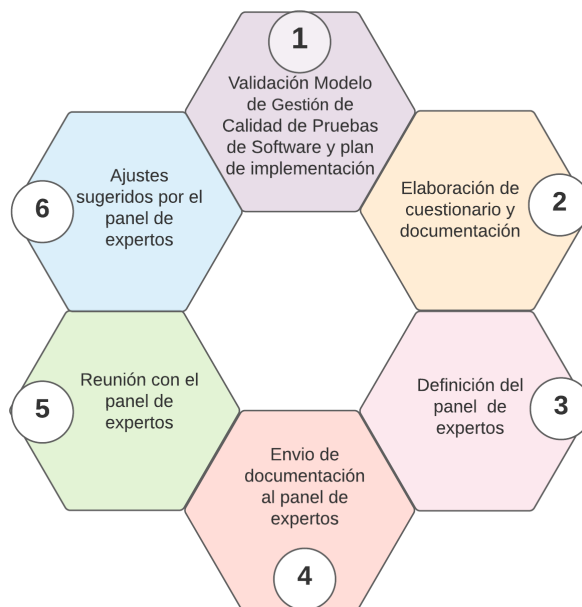 1
Validación Modelo
de Gestión de
Calidad de Pruebas
de Software y plan
de implementación
2
Elaboración de
cuestionario y
documentación
3
Definición del
panel de
expertos
4
Envio de
documentación
al panel de
expertos
5
Reunión con el
panel de
expertos
6
Ajustes
sugeridos por el
panel de
expertos